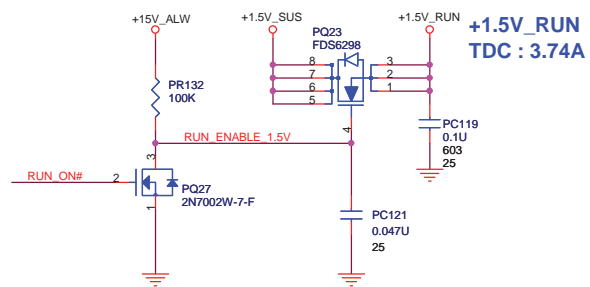 +15V_ALW
+1.5V_SUS
+1.5V_RUN
+1.5V_RUN
TDC : 3.74A
PQ23
FDS6298
8
7
6
5
3
2
1
4
PR132
100K
RUN_ENABLE_1.5V
PC119
0.1U
603
25
RUN_ON#
3
2
1
PQ27
2N7002W-7-F
PC121
0.047U
25